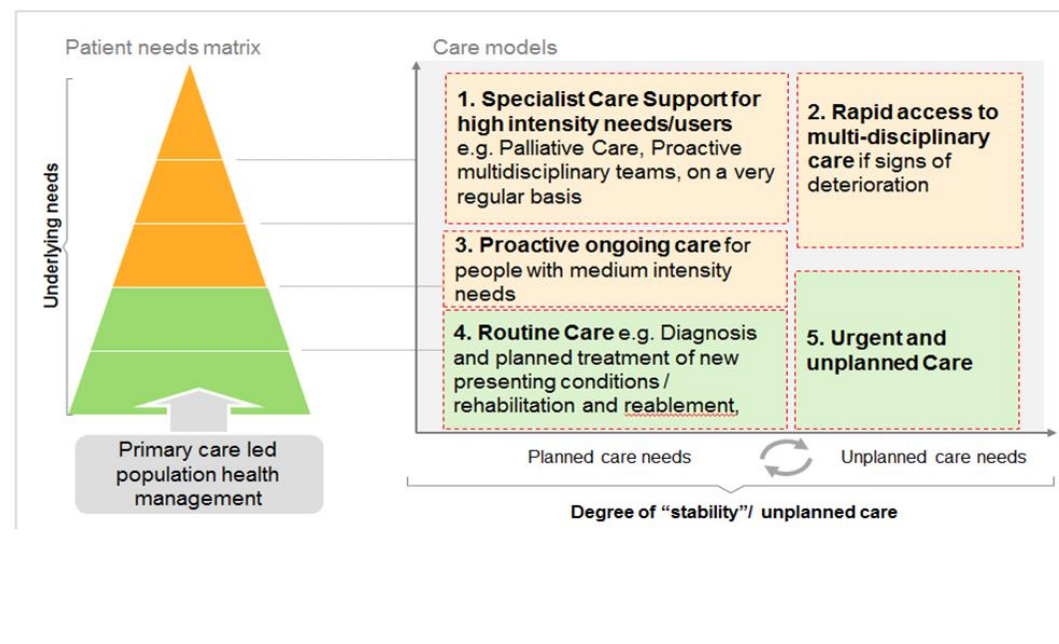 Patient needs matrix
Care models
Underlying needs
1. Specialist Care Support for
high intensity needs/users
e.g. Palliative Care, Proactive
multidisciplinary teams, on a very
regular basis
2. Rapid access to
multi-disciplinary
care if signs of
deterioration
3. Proactive ongoing care for
people with medium intensity
needs
4. Routine Care e.g. Diagnosis
and planned treatment of new
presenting conditions /
rehabilitation and reablement,
5. Urgent and
unplanned Care
Primary care led
population health
management
Planned care needs
Unplanned care needs
Degree of “stability”/ unplanned care